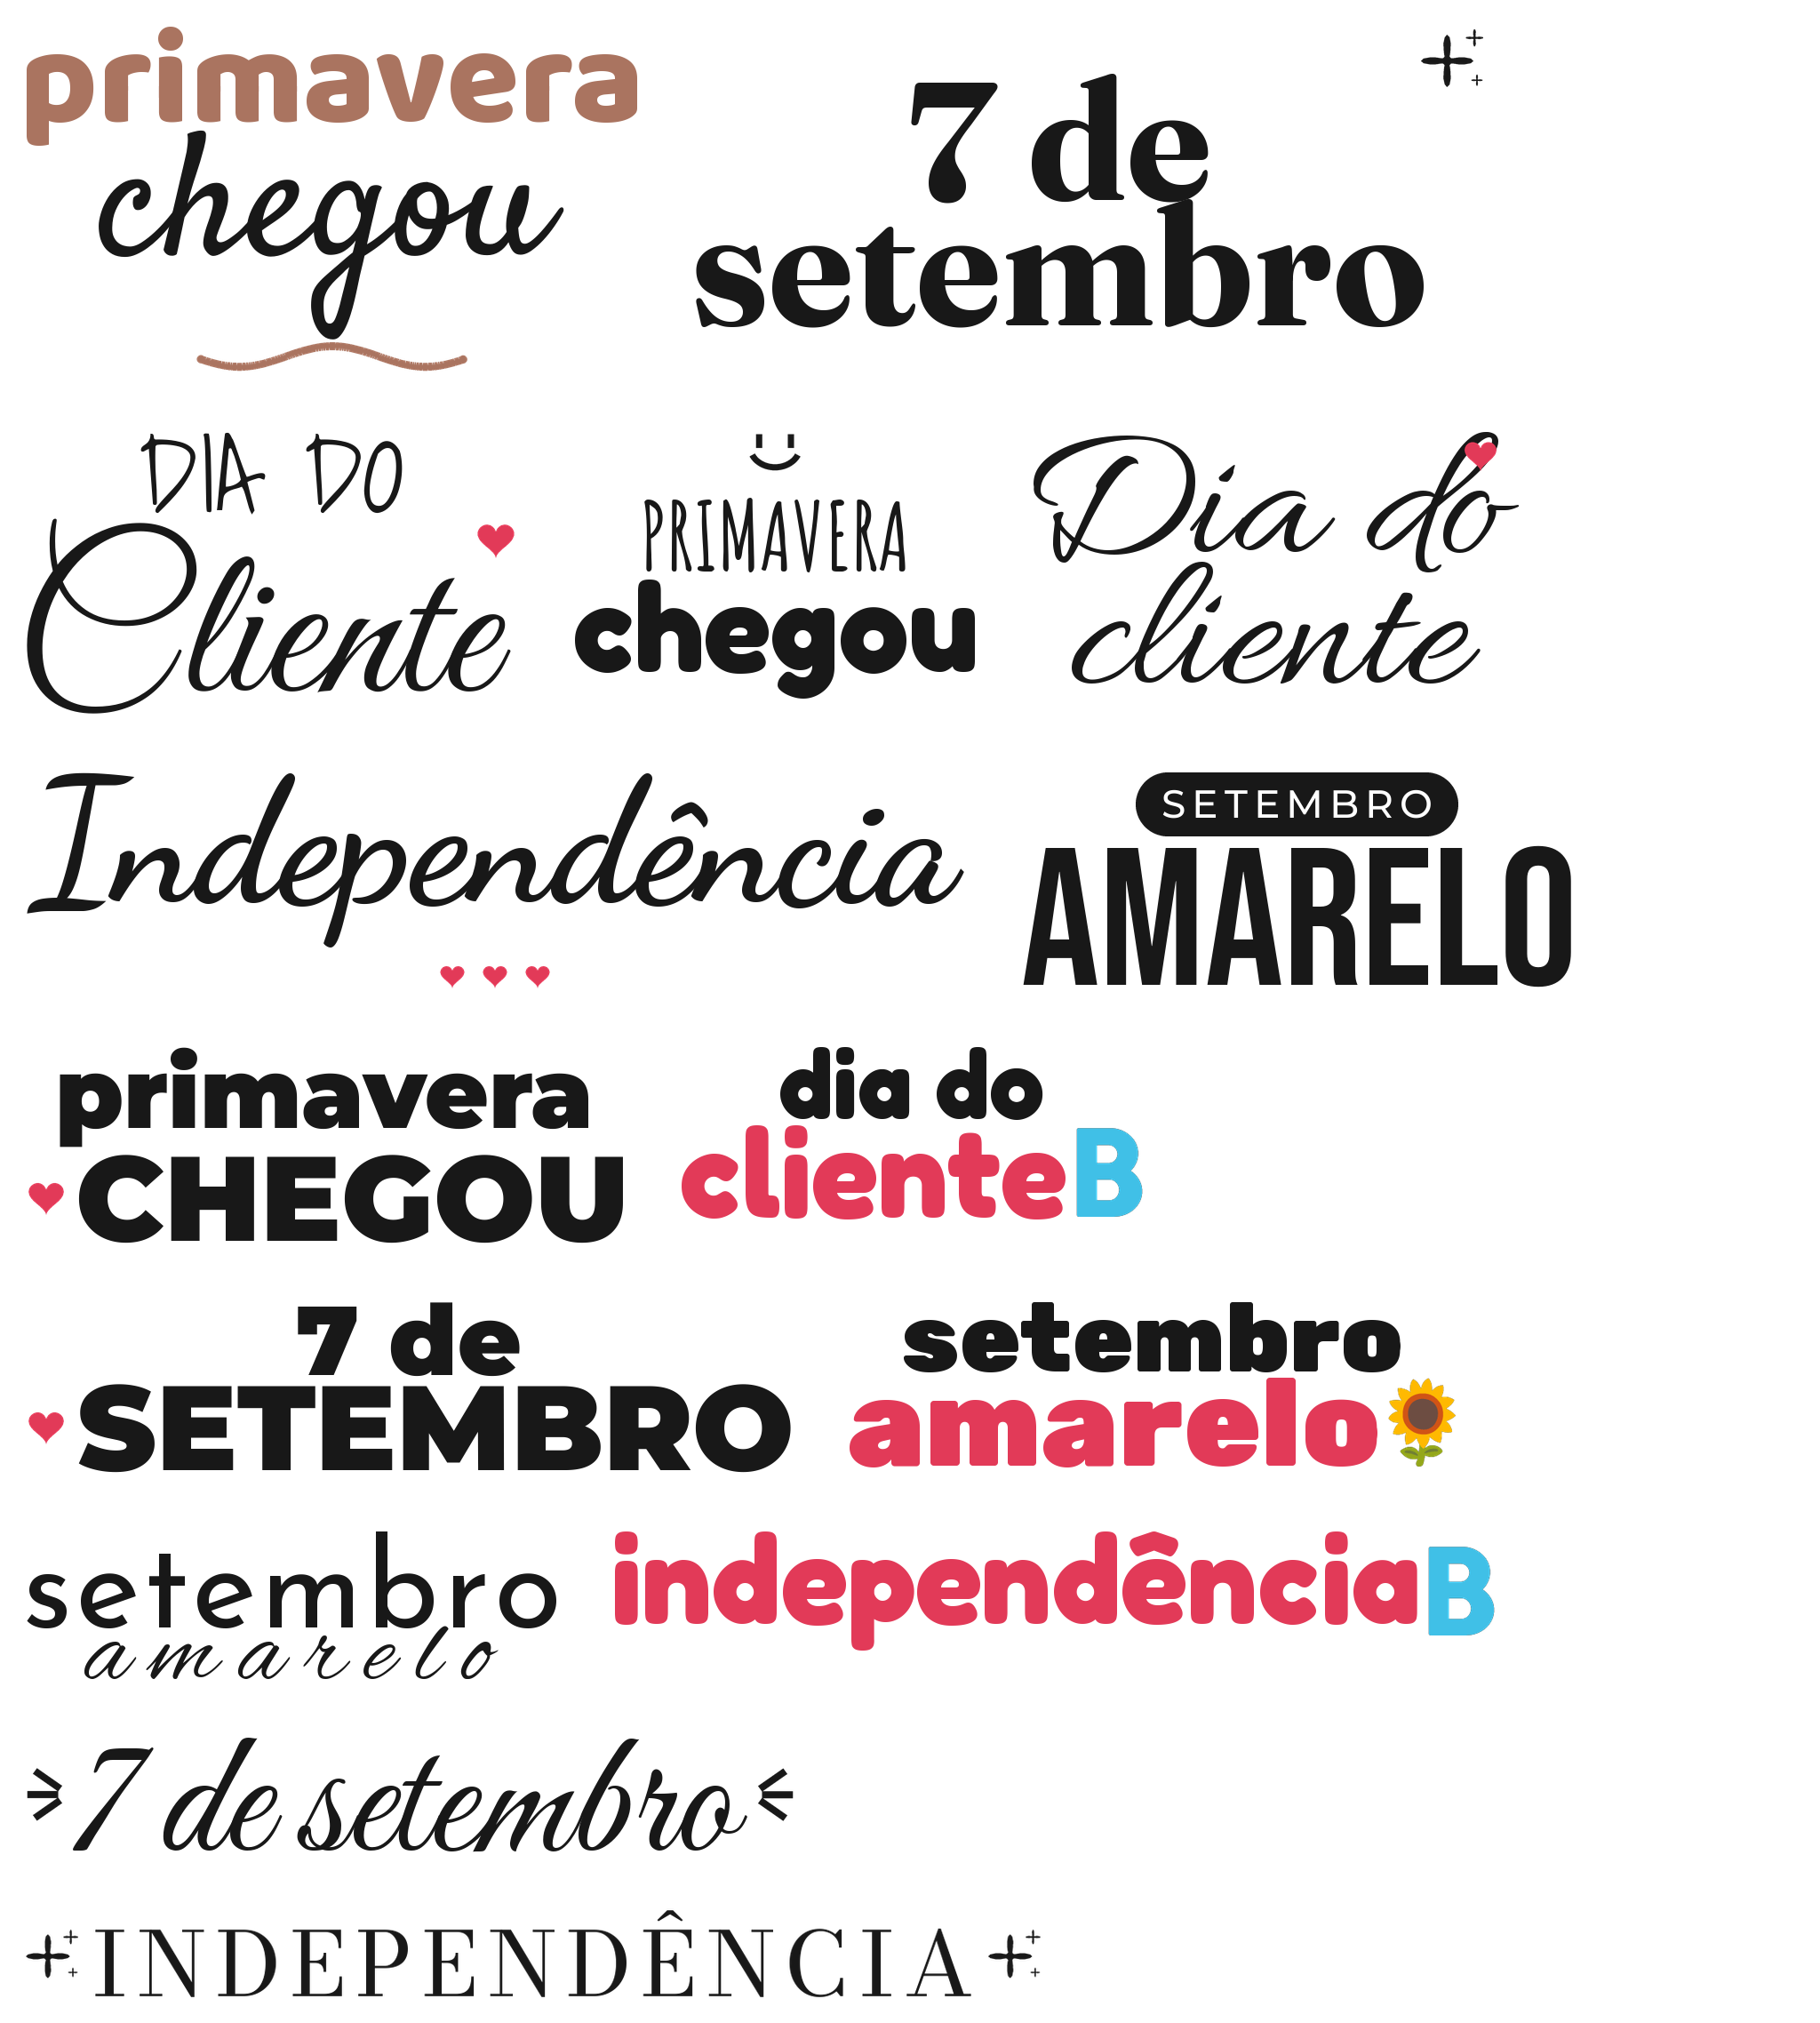 primavera
chegou
7 de
setembro
DIA DO
Cliente
PRIMAVERA
chegou
Dia do
cliente
Independência
SETEMBRO
AMARELO
primavera
CHEGOU
dia do
clienteB
7 de
SETEMBRO
setembro
amarelo
setembro
amarelo
independênciaB
7 de setembro
INDEPENDÊNCIA